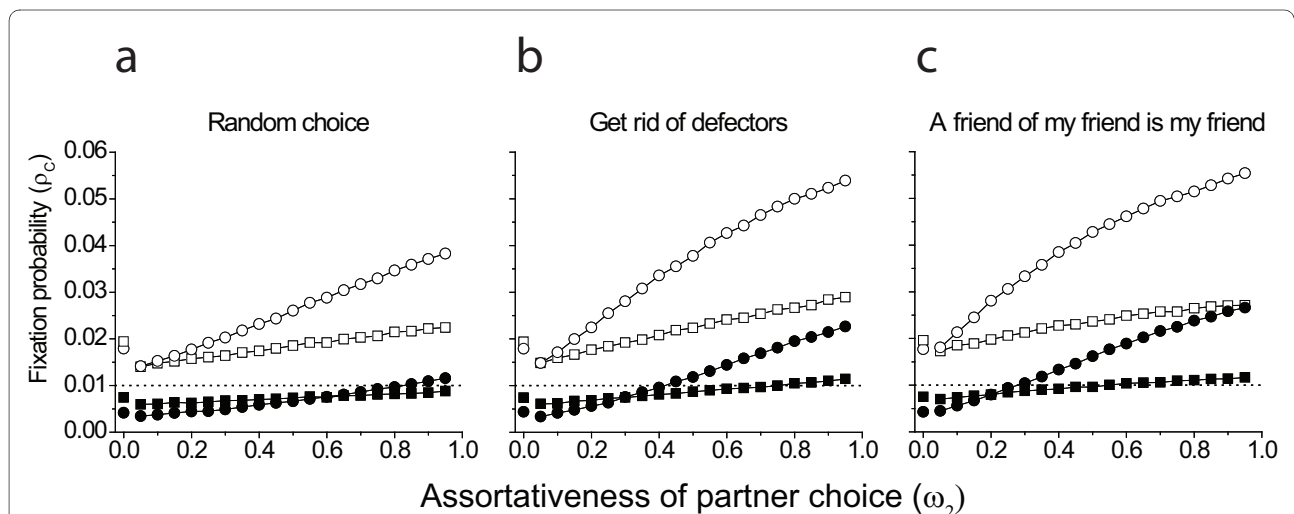 a
b
c
Random choice
Get rid of defectors
A friend of my friend is my friend
Fixation probability (ρC)
0.06
0.05
0.04
0.03
0.02
0.01
0.00
0.0 0.2 0.4 0.6 0.8 1.0
0.0 0.2 0.4 0.6 0.8 1.0
0.0 0.2 0.4 0.6 0.8 1.0
Assortativeness of partner choice (ω2)